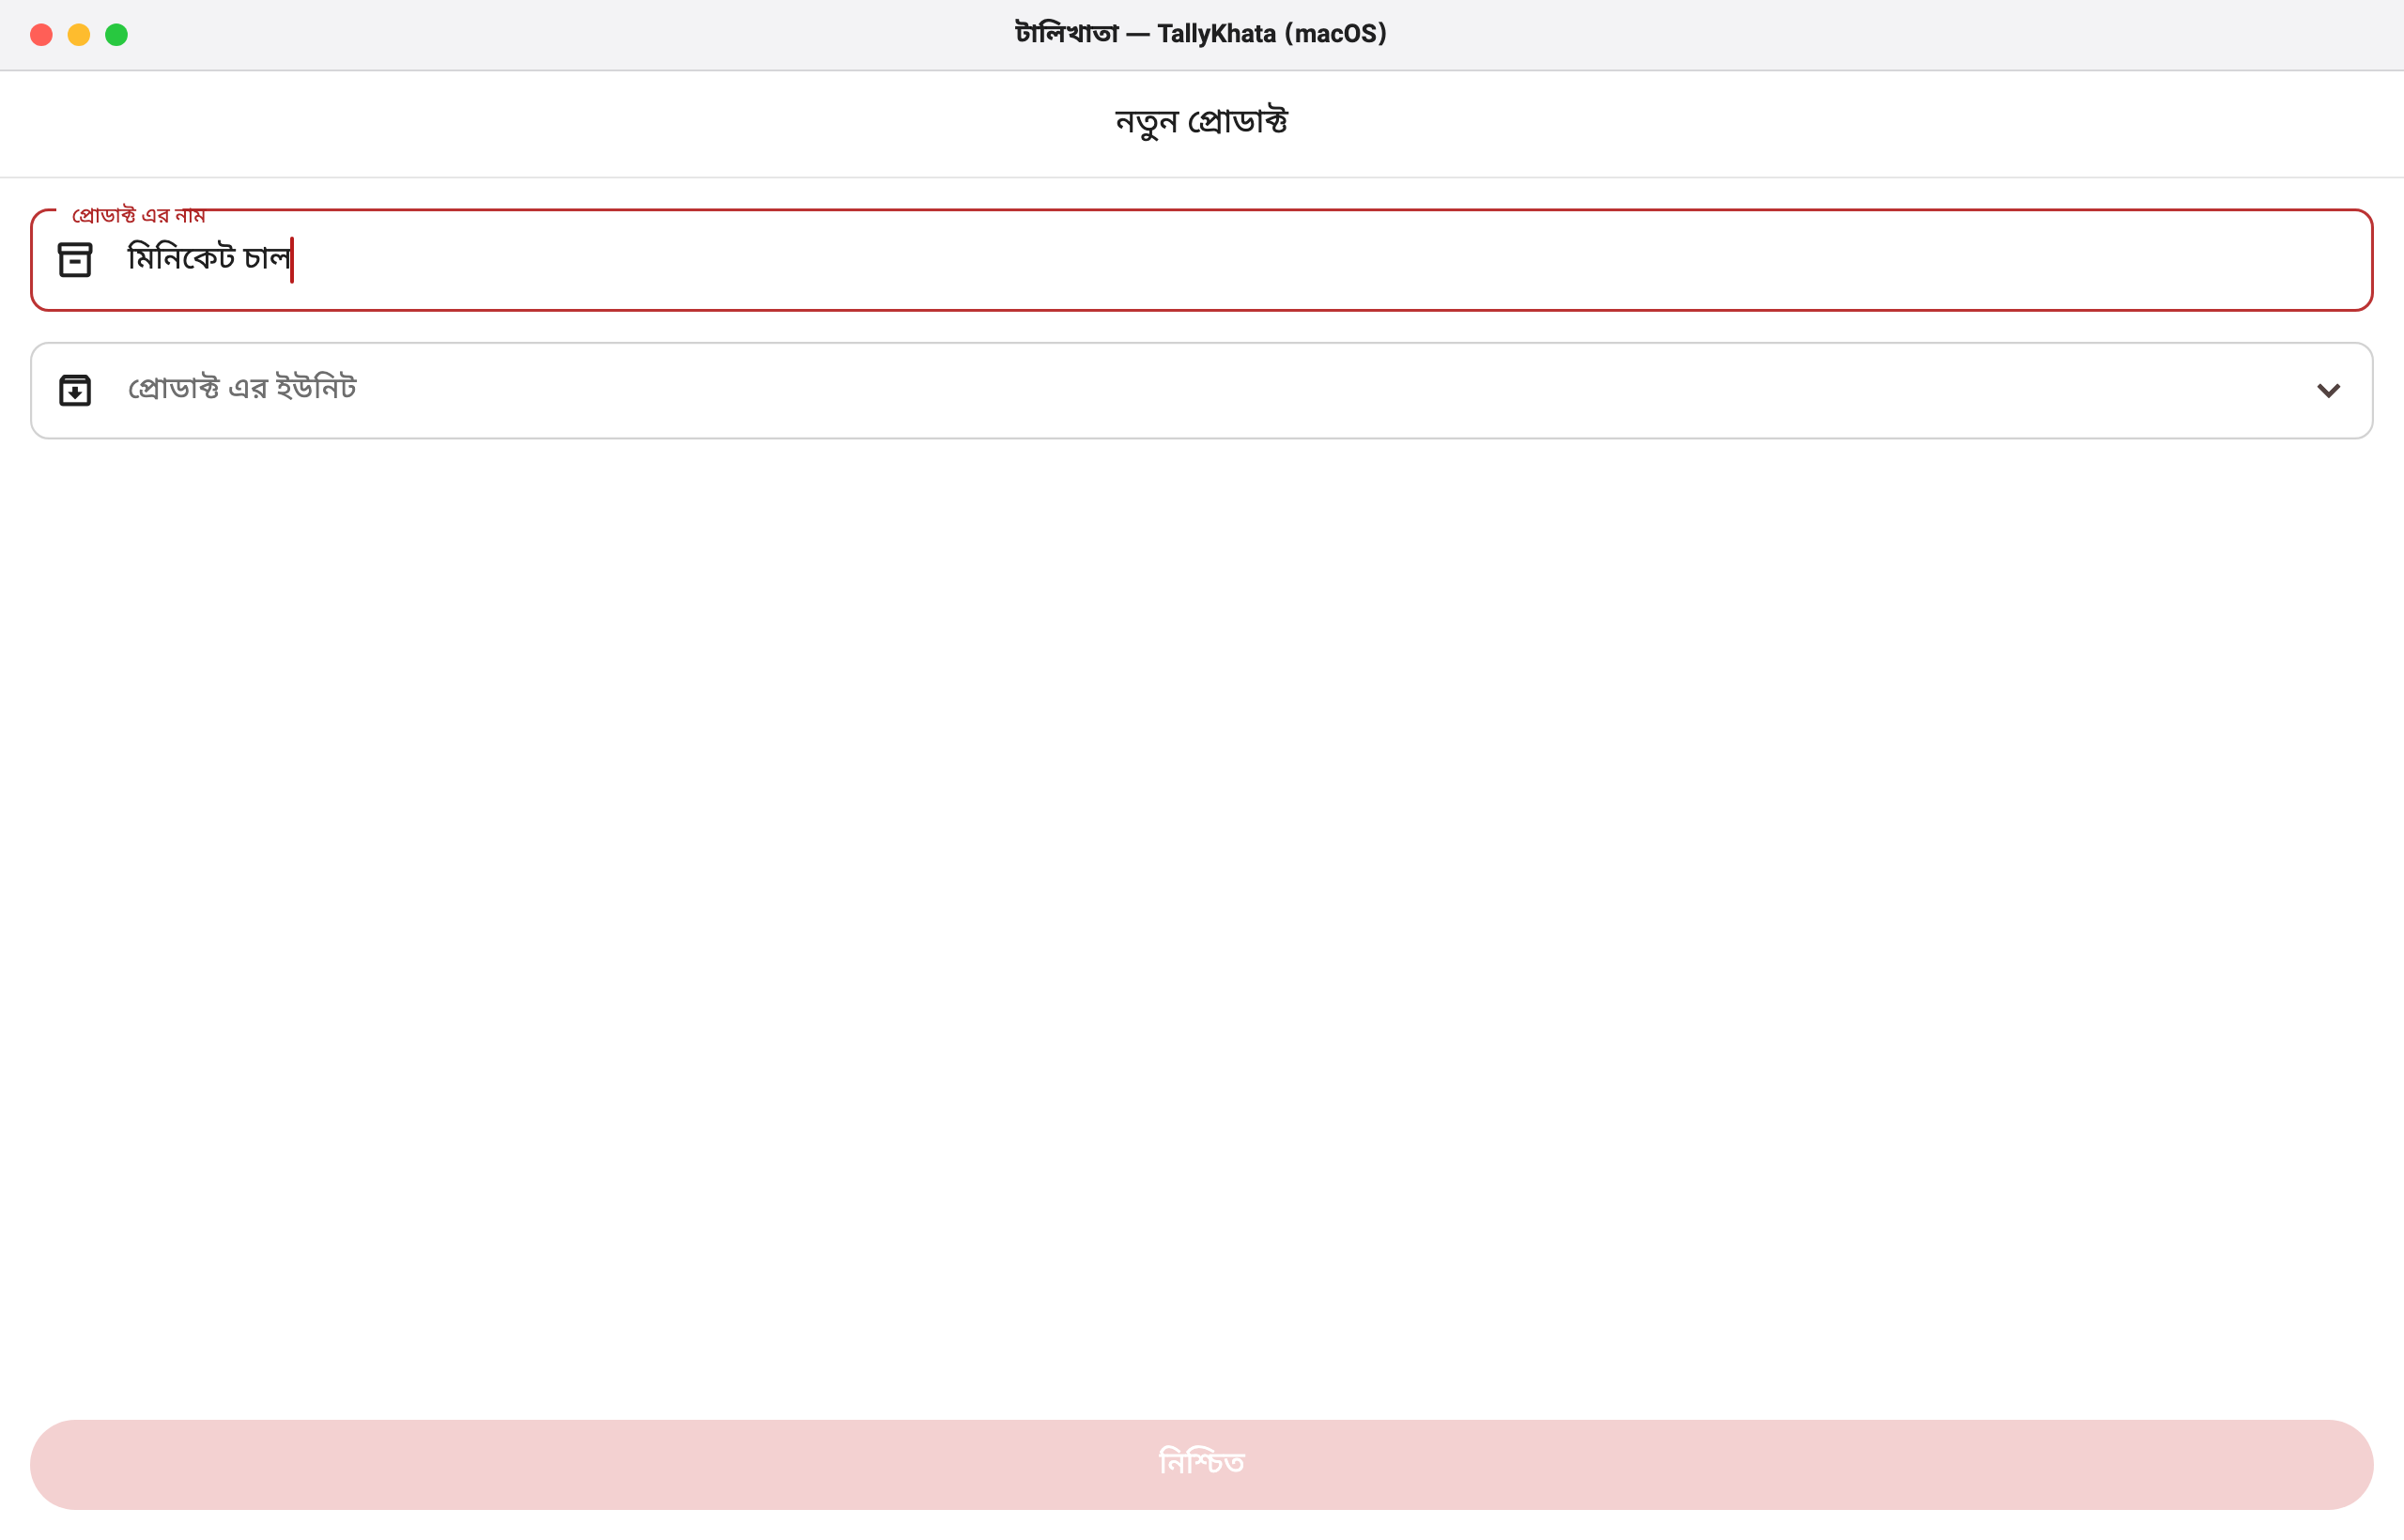 টালিখাতা — TallyKhata (macOS)
নতুন প্রোডাক্ট
প্রোডাক্ট এর নাম
মিনিকেট চাল
প্রোডাক্ট এর ইউনিট
নিশ্চিত